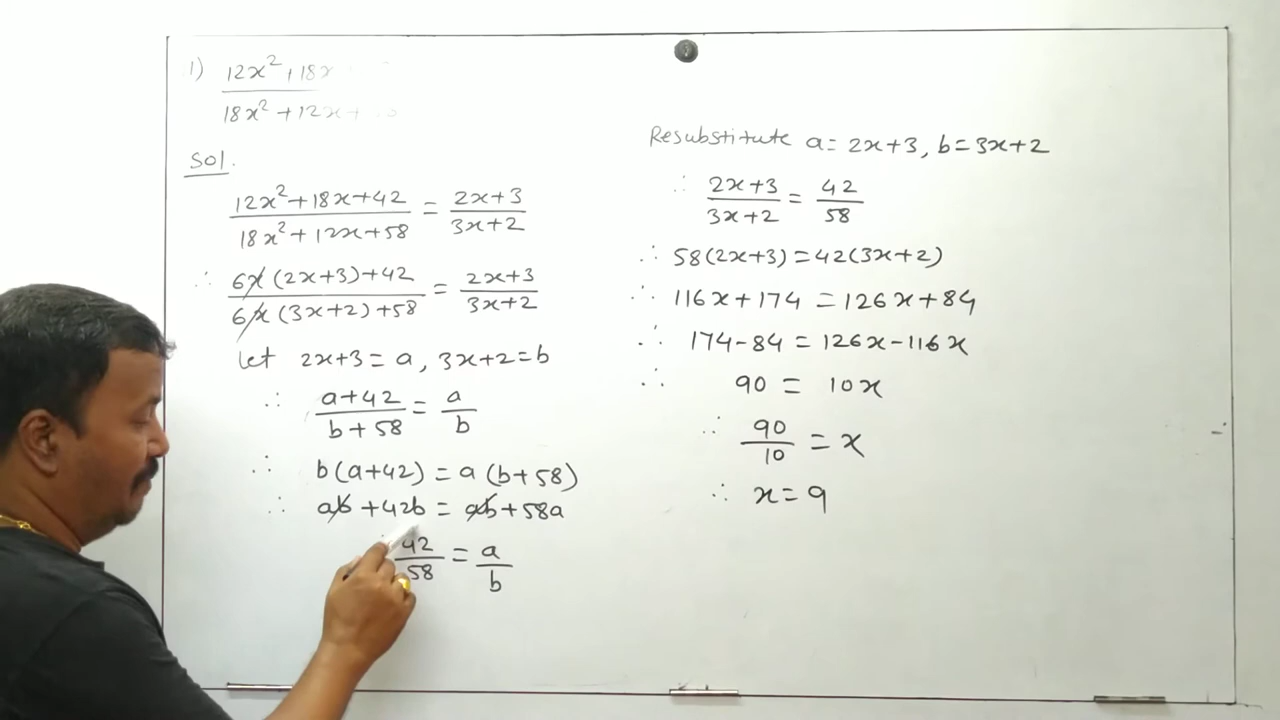 1) 12x² + 18x
18x² + 12x +
Sol.
12x² + 18x + 42 / 18x² + 12x + 58 = 2x+3 / 3x+2
∴ 6x(2x+3)+42 / 6x(3x+2)+58 = 2x+3 / 3x+2
let 2x+3 = a, 3x+2 = b
∴ a+42 / b+58 = a / b
∴ b(a+42) = a(b+58)
∴ ab + 42b = ab + 58a
42 / 58 = a / b
Resubstitute a = 2x+3, b = 3x+2
∴ 2x+3 / 3x+2 = 42 / 58
∴ 58(2x+3) = 42(3x+2)
∴ 116x + 174 = 126x + 84
∴ 174 - 84 = 126x - 116x
∴ 90 = 10x
∴ 90 / 10 = x
∴ x = 9